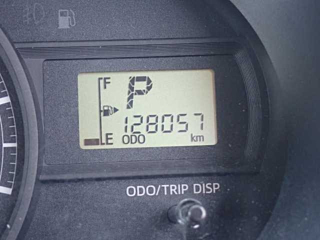 F
P
128057
E ODO km
ODO/TRIP DISP